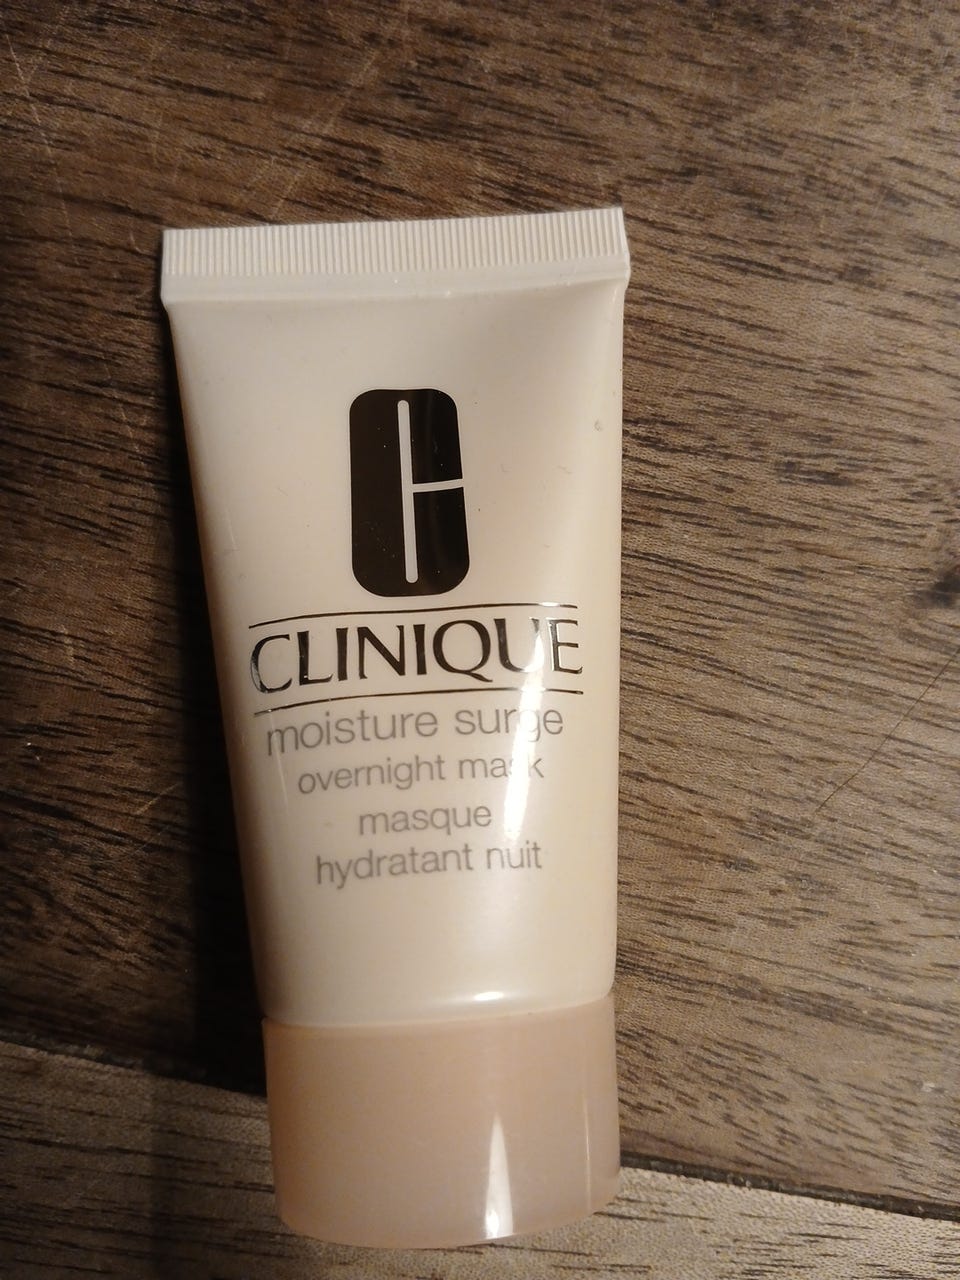 C
CLINIQUE
moisture surge
overnight mask
masque
hydratant nuit